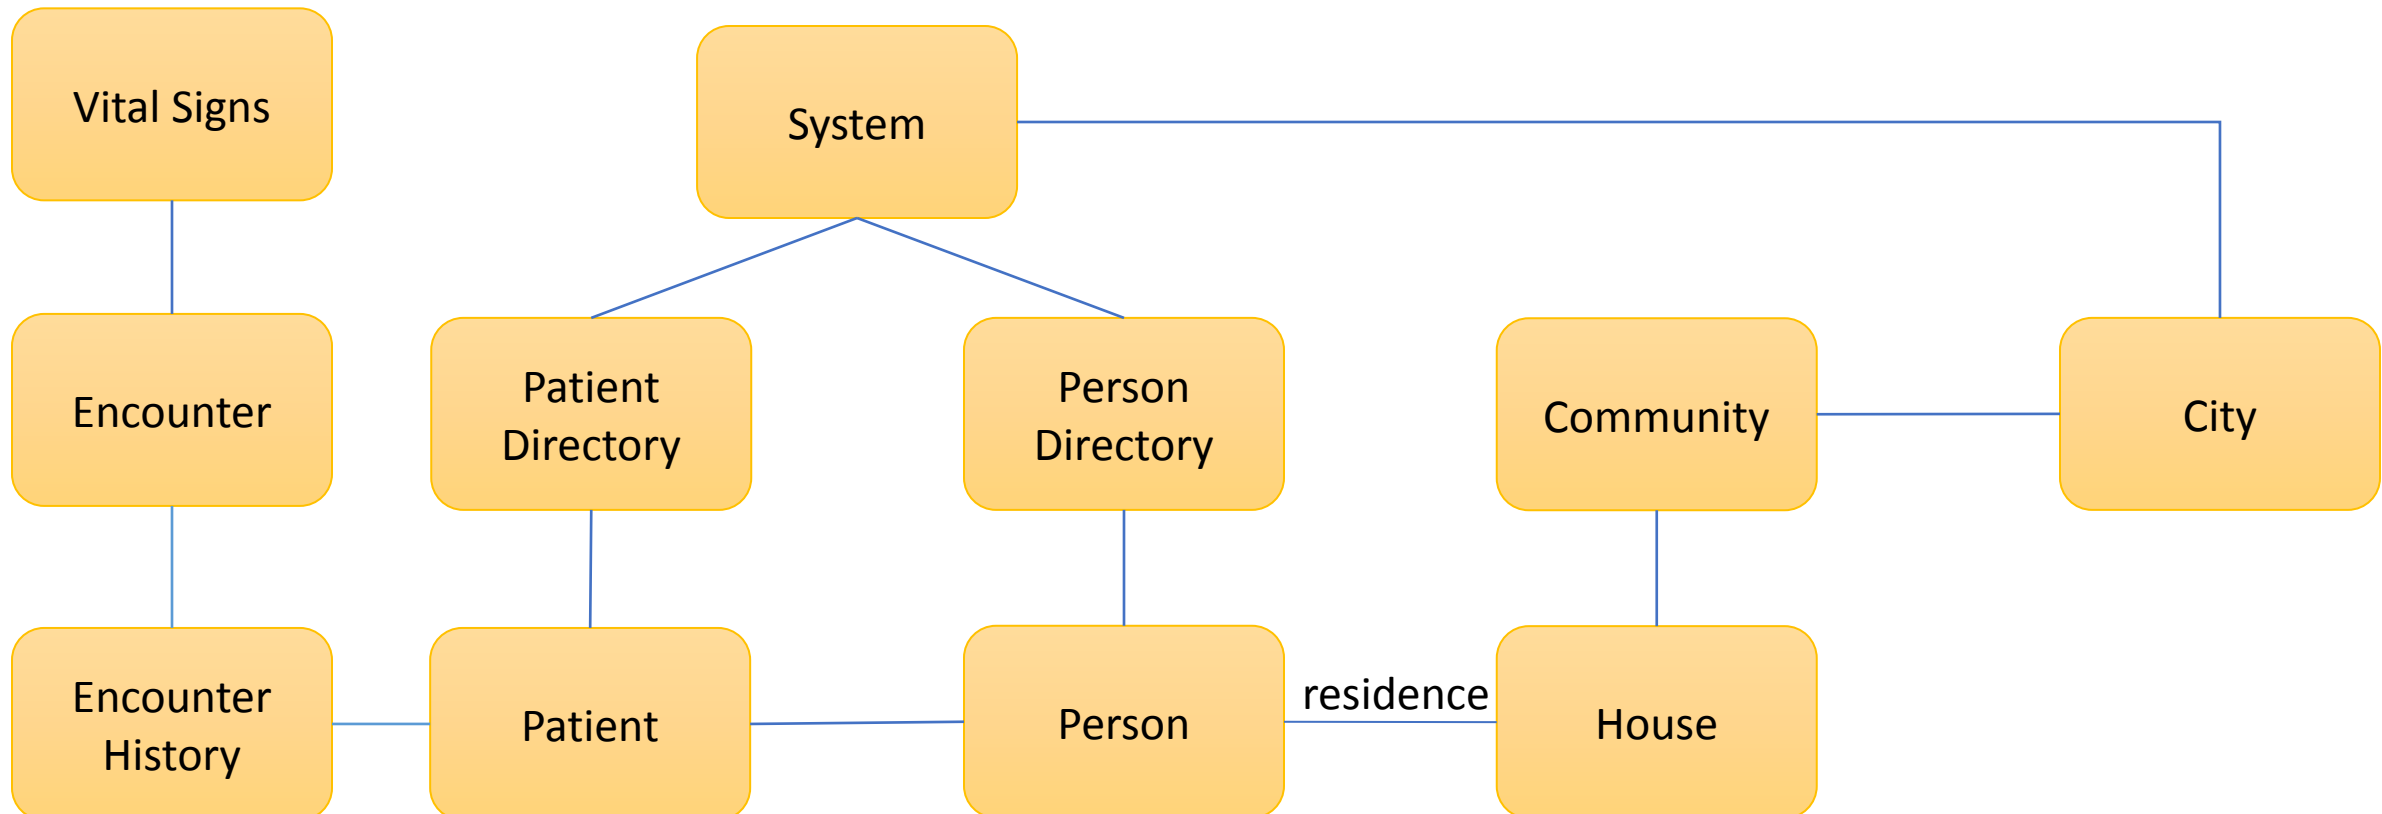 Vital Signs
System
Encounter
Patient
Directory
Person
Directory
Community
City
Encounter
History
Patient
Person
residence
House